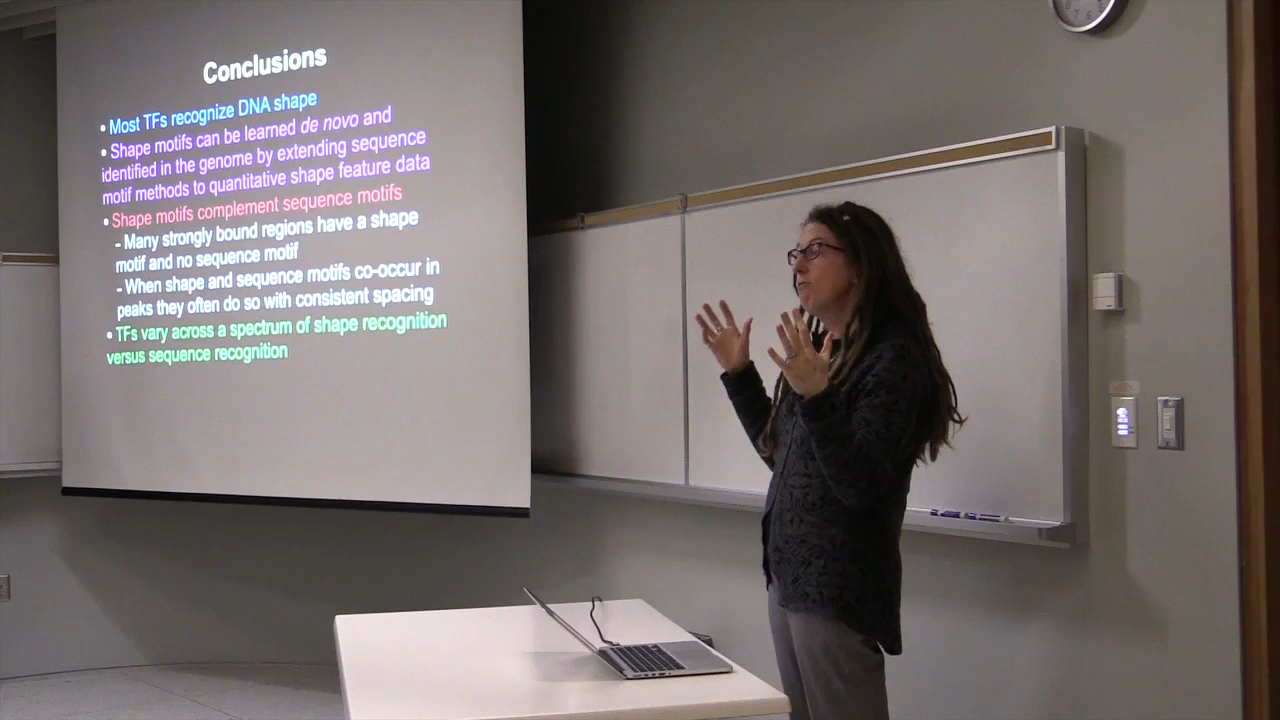 Conclusions
• Most TFs recognize DNA shape
• Shape motifs can be learned de novo and
identified in the genome by extending sequence
motif methods to quantitative shape feature data
• Shape motifs complement sequence motifs
- Many strongly bound regions have a shape
motif and no sequence motif
- When shape and sequence motifs co-occur in
peaks they often do so with consistent spacing
• TFs vary across a spectrum of shape recognition
versus sequence recognition